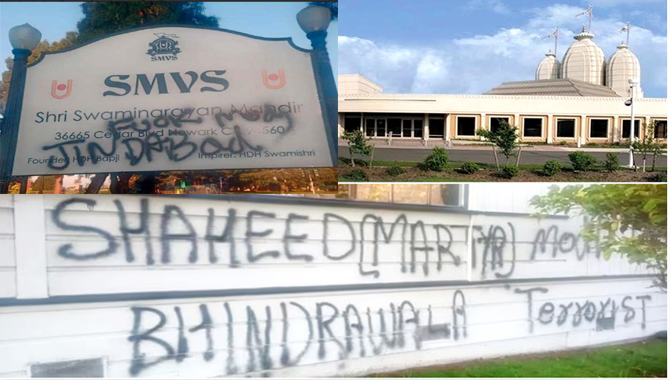 SMVS
SMVS
Shri Swaminarayan Mandir
36665 Cedar Blvd Newark
JINDABAD
Founder HDH Bapji Inspirer: HDH Swamishri
SHAHEED [MARTYR]
BHINDRAWALA Terrorist